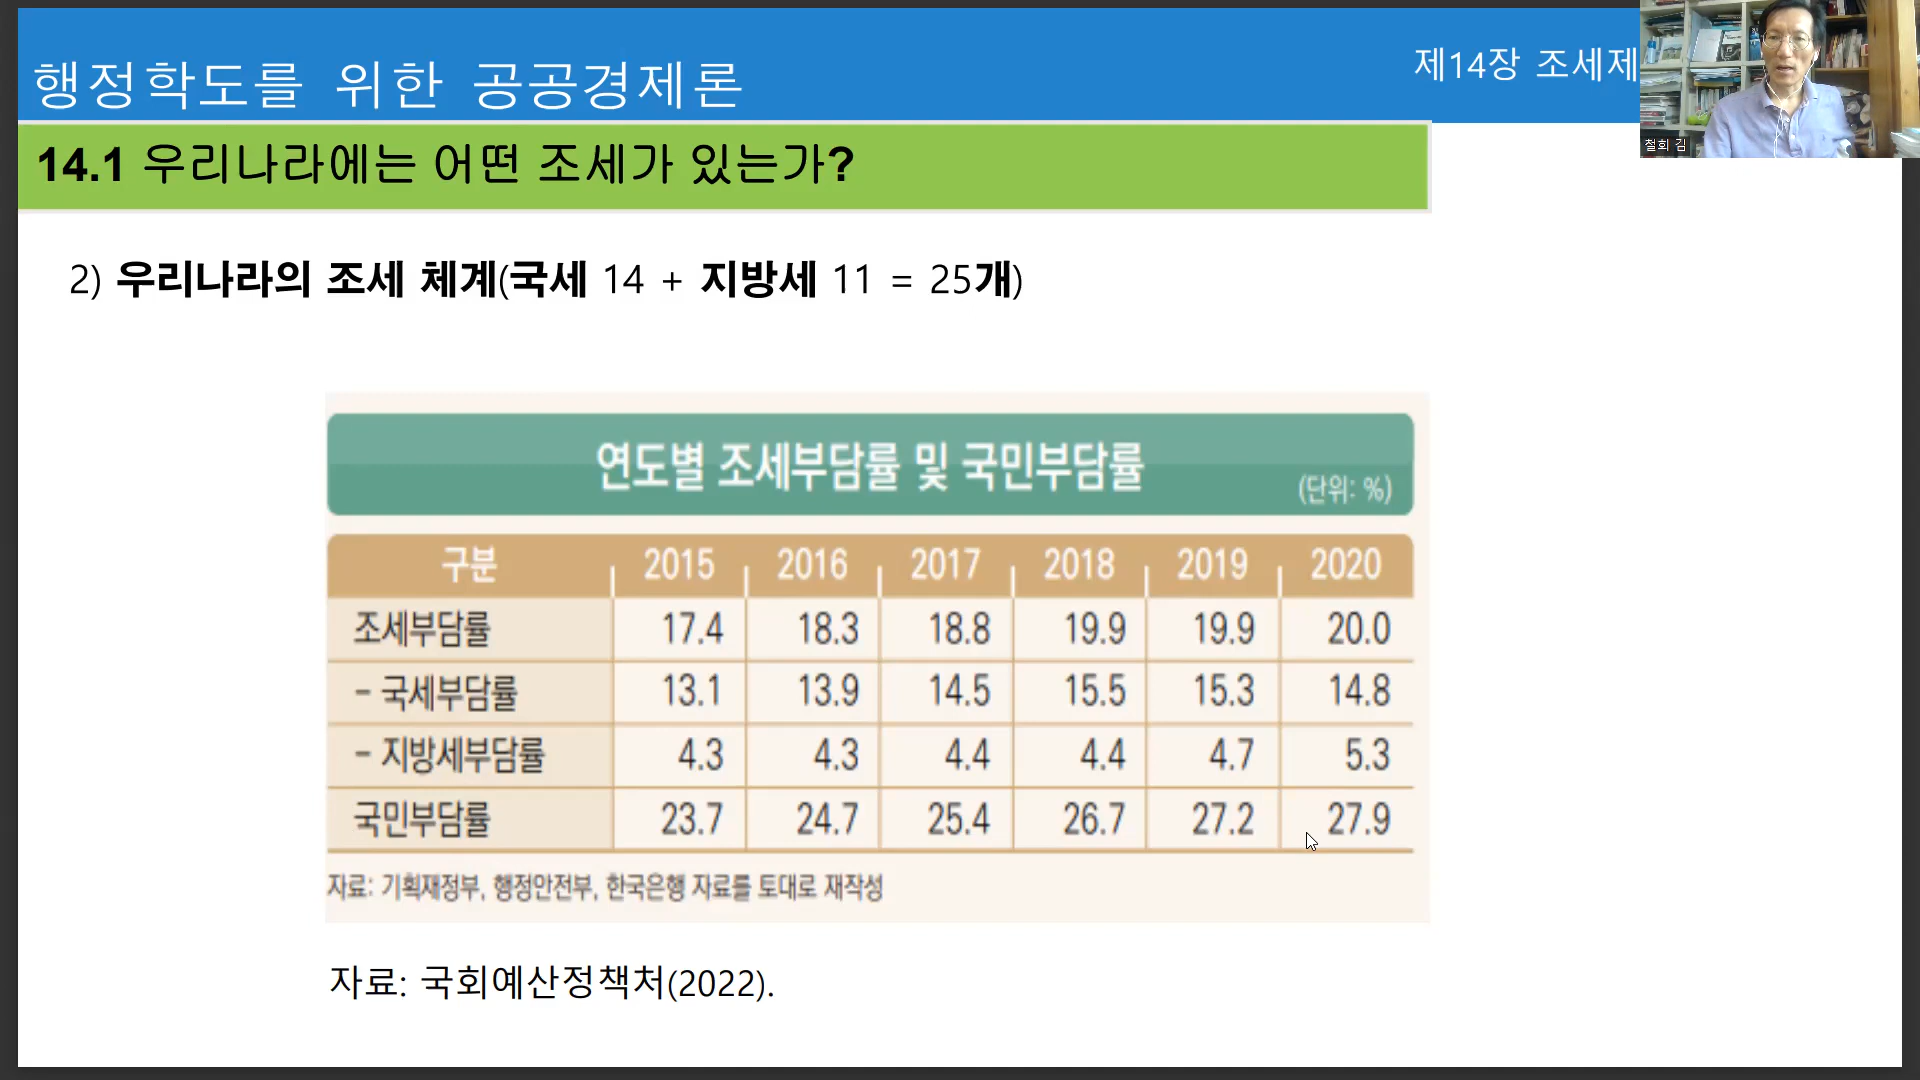 행정학도를 위한 공공경제론
제14장 조세제
철회 김
14.1 우리나라에는 어떤 조세가 있는가?
2) 우리나라의 조세 체계(국세 14 + 지방세 11 = 25개)
연도별 조세부담률 및 국민부담률
(단위: %)
구분 2015 2016 2017 2018 2019 2020
조세부담률 17.4 18.3 18.8 19.9 19.9 20.0
- 국세부담률 13.1 13.9 14.5 15.5 15.3 14.8
- 지방세부담률 4.3 4.3 4.4 4.4 4.7 5.3
국민부담률 23.7 24.7 25.4 26.7 27.2 27.9
자료: 기획재정부, 행정안전부, 한국은행 자료를 토대로 재작성
자료: 국회예산정책처(2022).